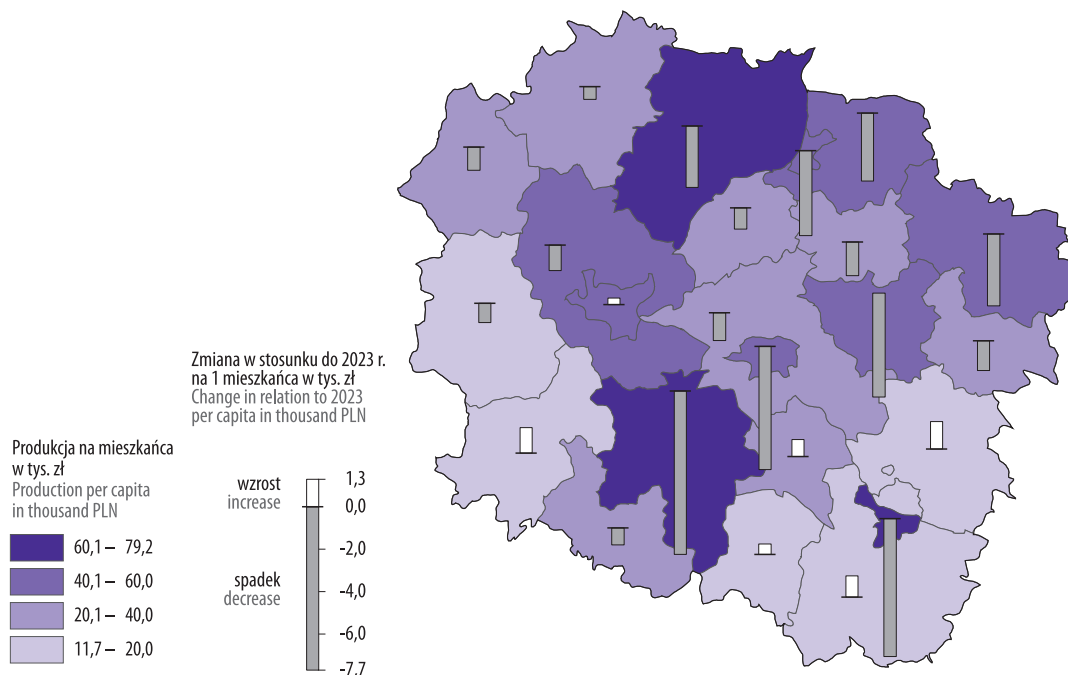 Zmiana w stosunku do 2023 r.
na 1 mieszkańca w tys. zł
Change in relation to 2023
per capita in thousand PLN
Produkcja na mieszkańca
w tys. zł
Production per capita
in thousand PLN
60,1 – 79,2
40,1 – 60,0
20,1 – 40,0
11,7 – 20,0
wzrost
increase
spadek
decrease
1,3
0,0
-2,0
-4,0
-6,0
-7,7